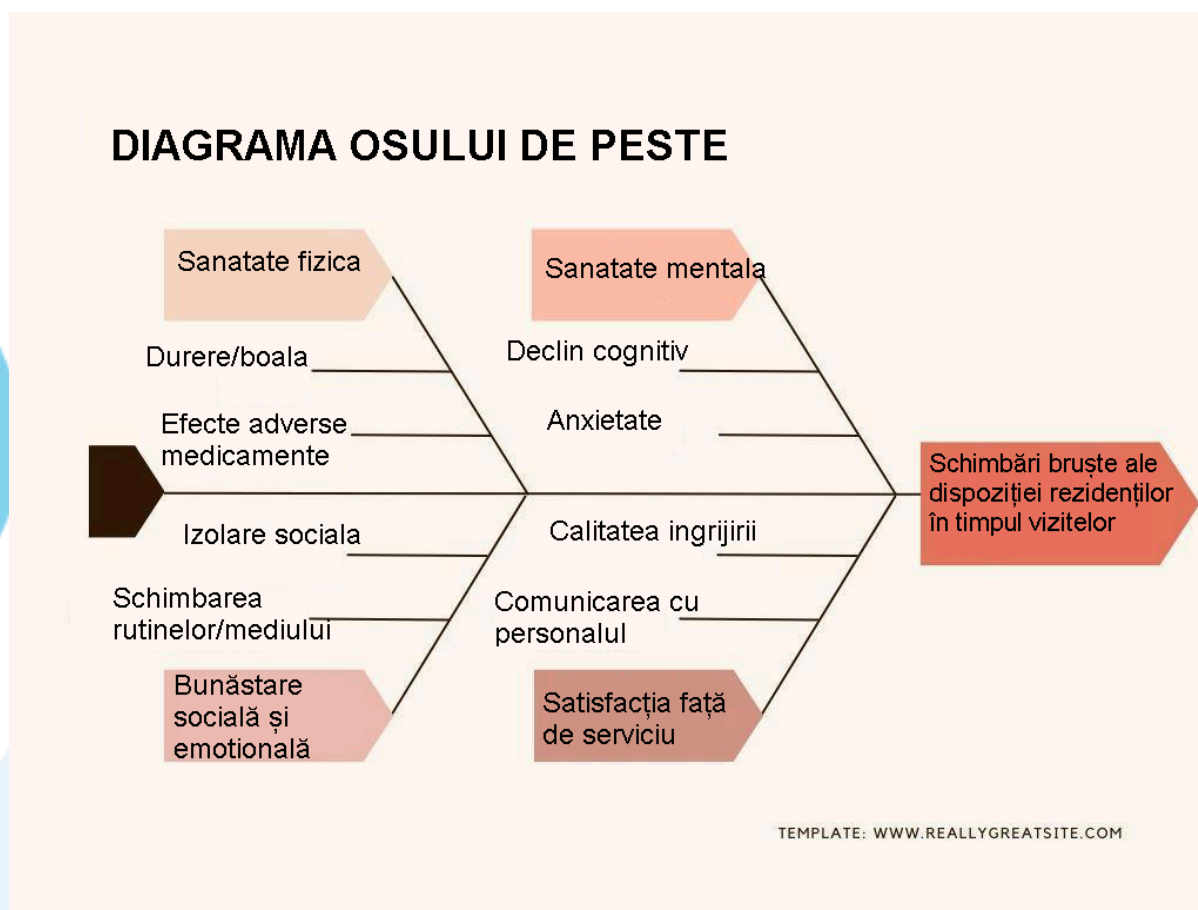 DIAGRAMA OSULUI DE PESTE
Sanatate fizica
Sanatate mentala
Durere/boala
Declin cognitiv
Efecte adverse
medicamente
Anxietate
Schimbări bruște ale
dispoziției rezidenților
în timpul vizitelor
Izolare sociala
Calitatea ingrijirii
Schimbarea
rutinelor/mediului
Comunicarea cu
personalul
Bunăstare
socială și
emotională
Satisfacția față
de serviciu
TEMPLATE: WWW.REALLYGREATSITE.COM